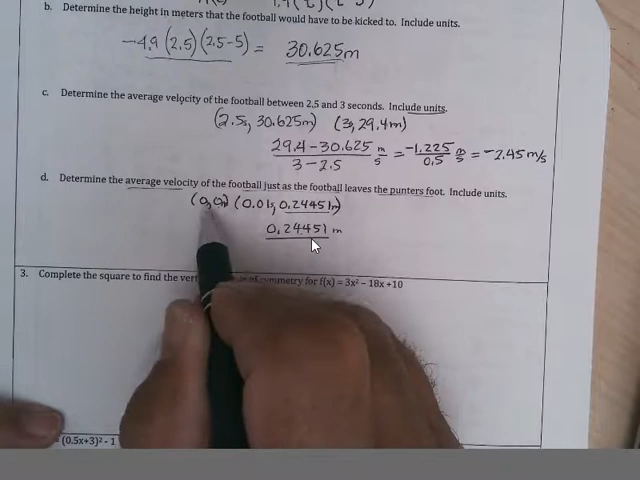 b. Determine the height in meters that the football would have to be kicked to. Include units.
-4.9 (2.5)(2.5-5) = 30.625m
c. Determine the average velocity of the football between 2.5 and 3 seconds. Include units.
(2.5s, 30.625m) (3, 29.4m)
29.4-30.625 m/s = -1.225 m/s = -2.45 m/s
3-2.5 0.5
d. Determine the average velocity of the football just as the football leaves the punters foot. Include units.
(0.01s, 0.24451m)
0.24451 m
3. Complete the square to find the of symmetry for f(x) = 3x² - 18x +10
= (0.5x+3)² - 1